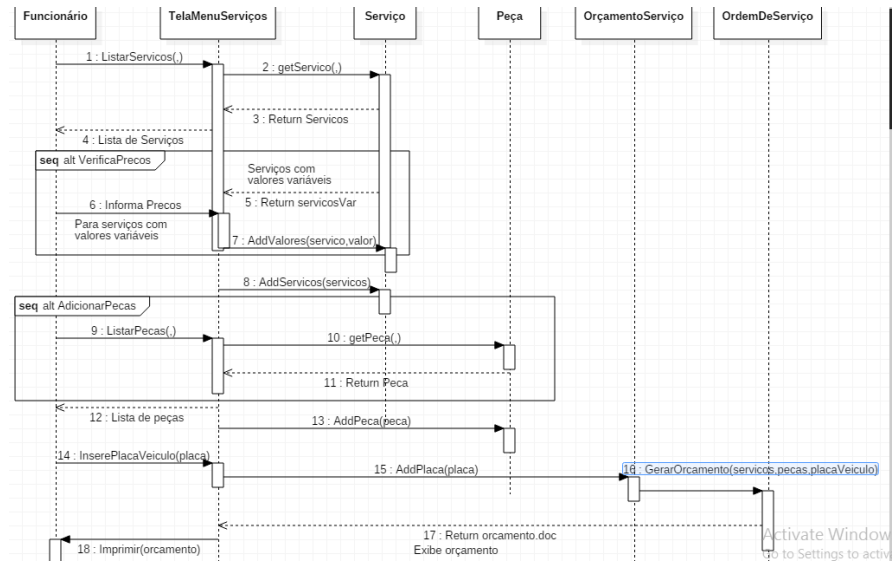 Funcionário
TelaMenuServiços
Serviço
Peça
OrçamentoServiço
OrdemDeServiço
1 : ListarServicos(,)
2 : getServico(,)
3 : Return Servicos
4 : Lista de Serviços
seq alt VerificaPrecos
Serviços com
valores variáveis
5 : Return servicosVar
6 : Informa Precos
Para serviços com
valores variáveis
7 : AddValores(servico,valor)
8 : AddServicos(servicos)
seq alt AdicionarPecas
9 : ListarPecas(,)
10 : getPeca(,)
11 : Return Peca
12 : Lista de peças
13 : AddPeca(peca)
14 : InserePlacaVeiculo(placa)
15 : AddPlaca(placa)
16 : GerarOrcamento(servicos,pecas,placaVeiculo)
17 : Return orcamento.doc
Exibe orçamento
18 : Imprimir(orcamento)
Activate Window
Go to Settings to activ